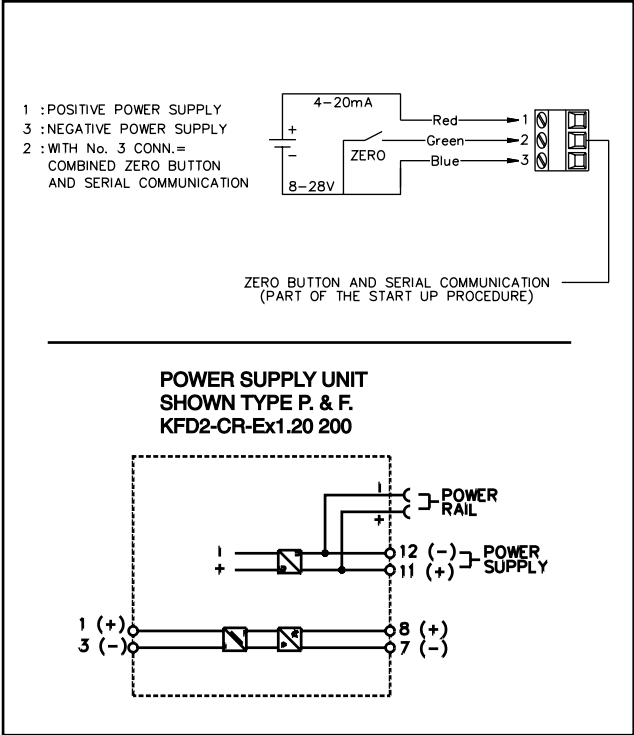 1 :POSITIVE POWER SUPPLY
3 :NEGATIVE POWER SUPPLY
2 :WITH No. 3 CONN.=
COMBINED ZERO BUTTON
AND SERIAL COMMUNICATION
4-20mA
+
-
ZERO
8-28V
Red
Green
Blue
1
2
3
ZERO BUTTON AND SERIAL COMMUNICATION
(PART OF THE START UP PROCEDURE)
POWER SUPPLY UNIT
SHOWN TYPE P. & F.
KFD2-CR-Ex1.20 200
POWER
RAIL
+
+
12 (-)
11 (+)
POWER
SUPPLY
1 (+)
3 (-)
8 (+)
7 (-)